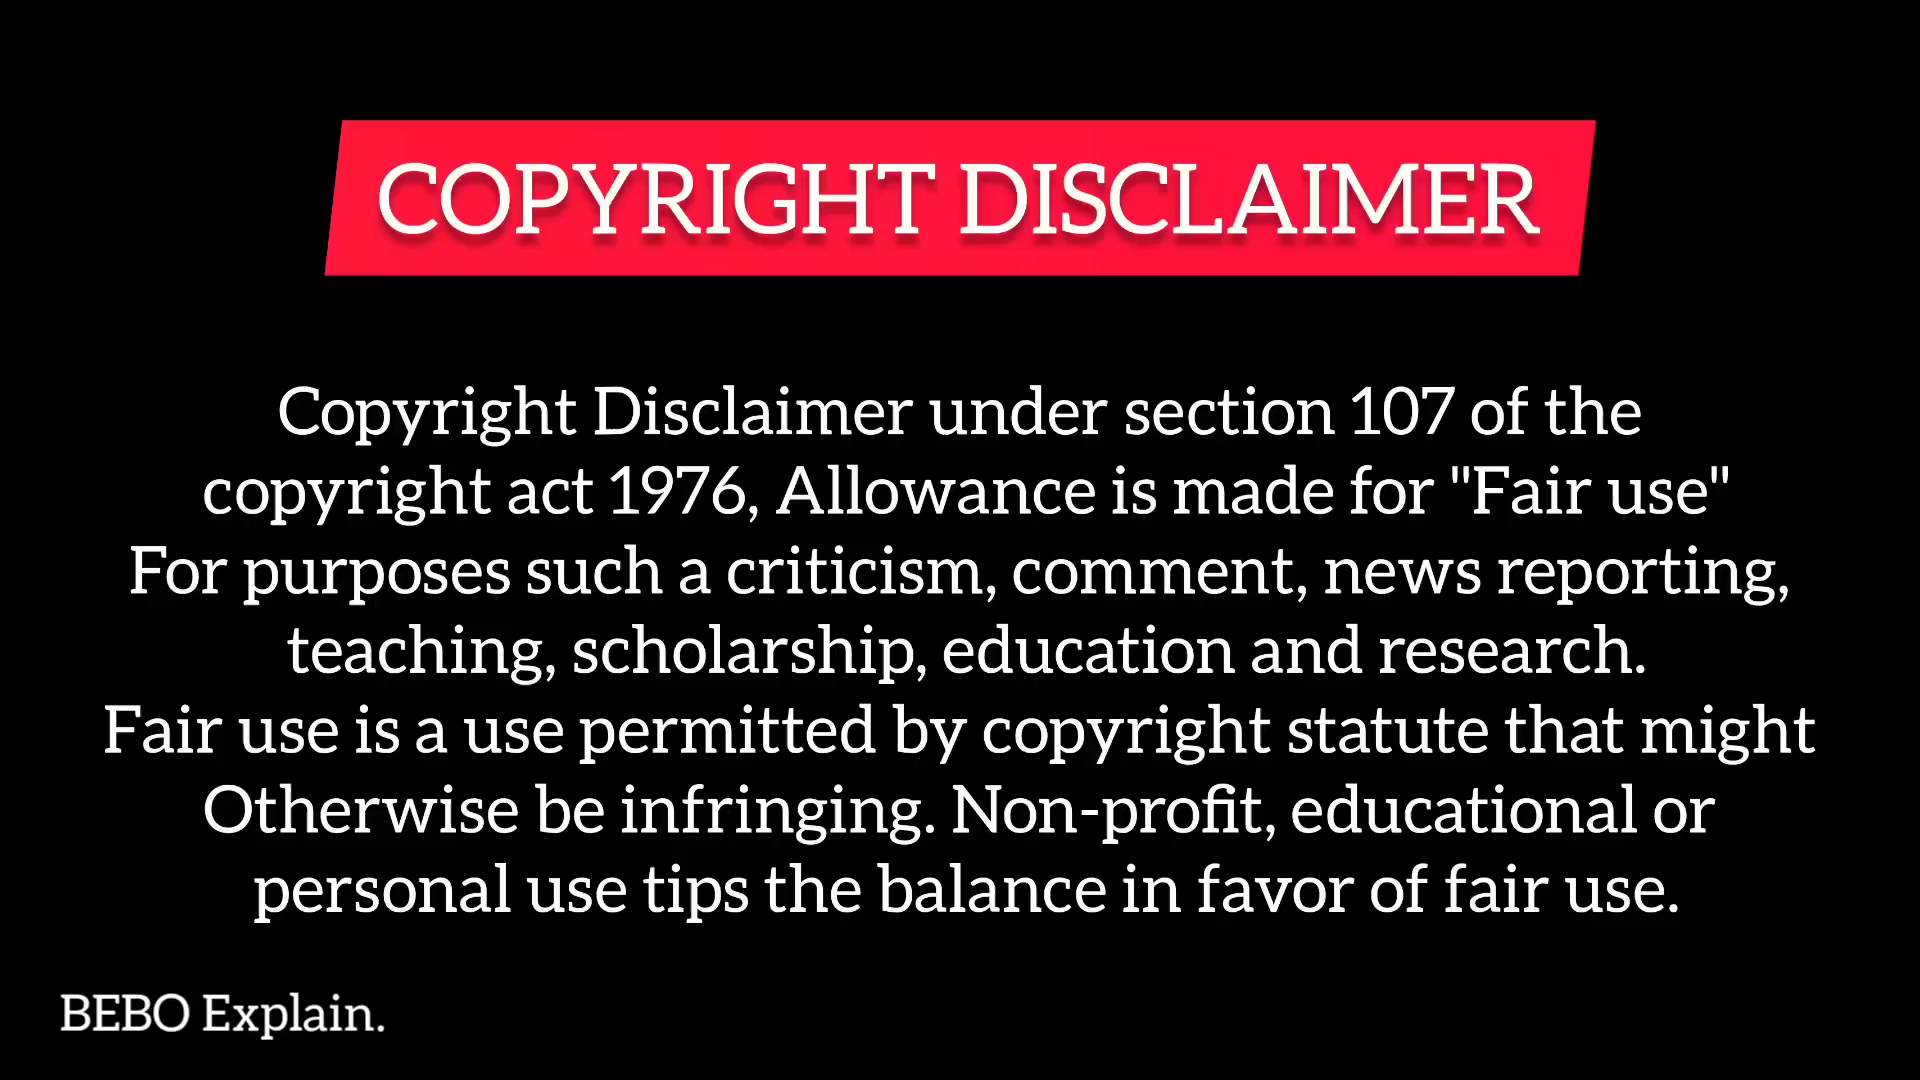 COPYRIGHT DISCLAIMER
Copyright Disclaimer under section 107 of the
copyright act 1976, Allowance is made for "Fair use"
For purposes such a criticism, comment, news reporting,
teaching, scholarship, education and research.
Fair use is a use permitted by copyright statute that might
Otherwise be infringing. Non-profit, educational or
personal use tips the balance in favor of fair use.
BEBO Explain.